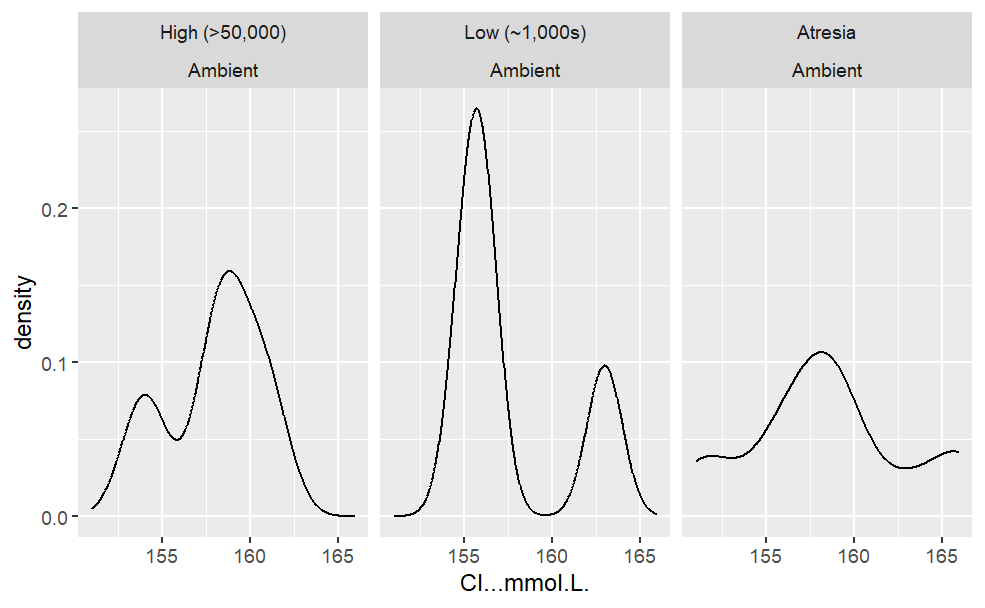 High (>50,000)
Ambient
Low (~1,000s)
Ambient
Atresia
Ambient
density
0.2
0.1
0.0
155
160
165
155
160
165
155
160
165
Cl...mmol.L.